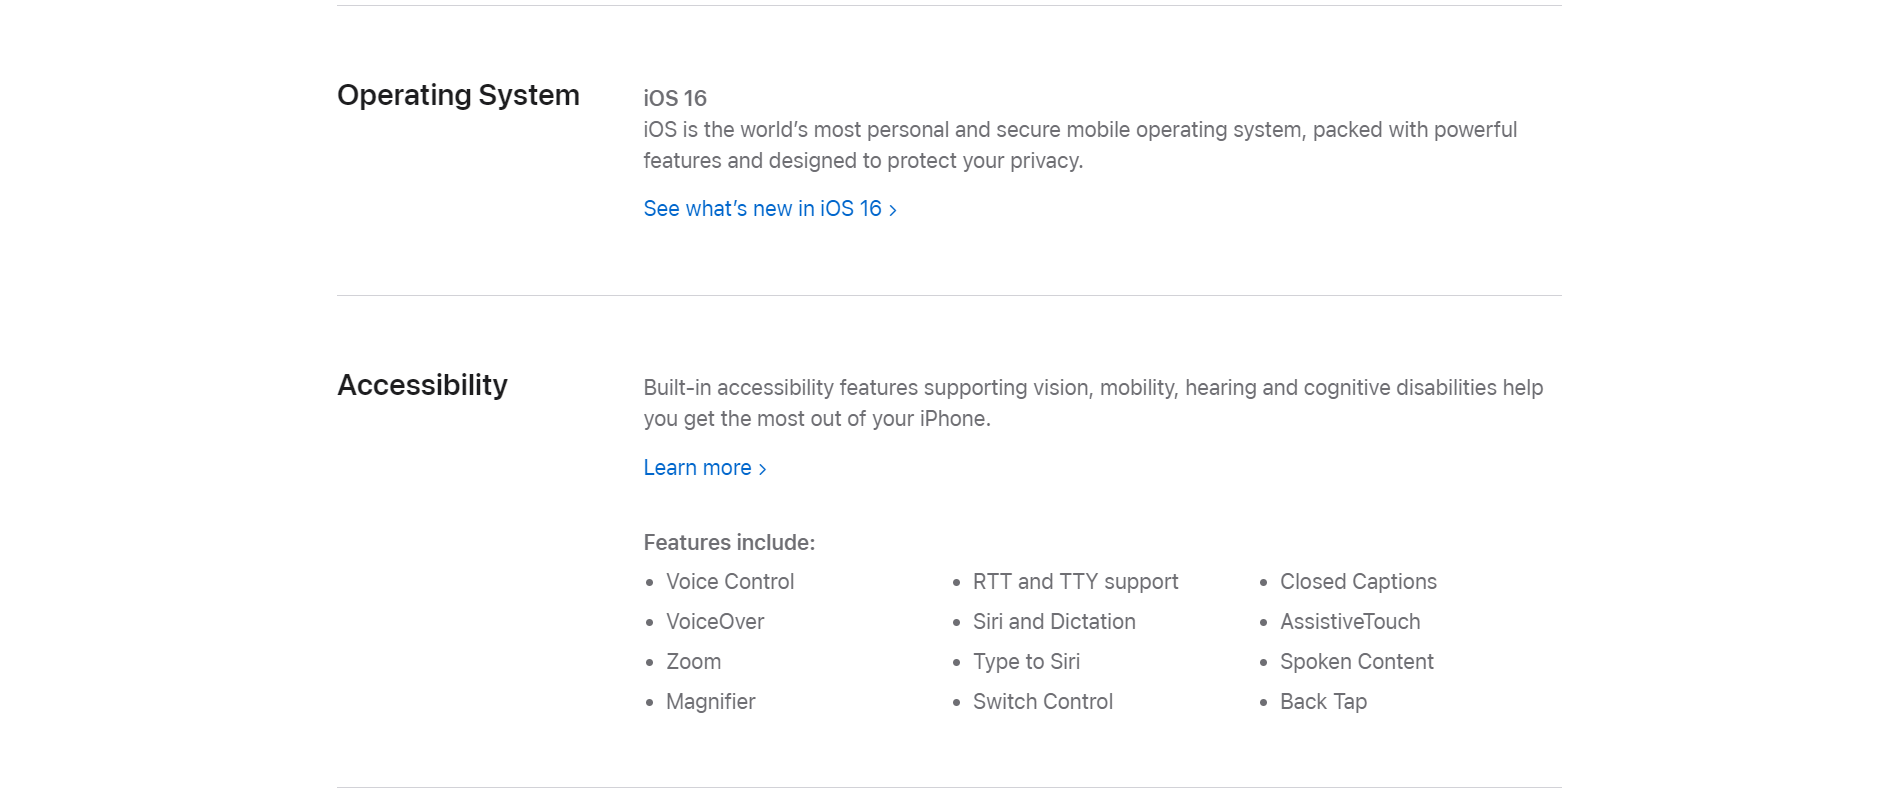 Operating System
iOS 16
iOS is the world’s most personal and secure mobile operating system, packed with powerful
features and designed to protect your privacy.
See what’s new in iOS 16 >
Accessibility
Built-in accessibility features supporting vision, mobility, hearing and cognitive disabilities help
you get the most out of your iPhone.
Learn more >
Features include:
• Voice Control
• VoiceOver
• Zoom
• Magnifier
• RTT and TTY support
• Siri and Dictation
• Type to Siri
• Switch Control
• Closed Captions
• AssistiveTouch
• Spoken Content
• Back Tap